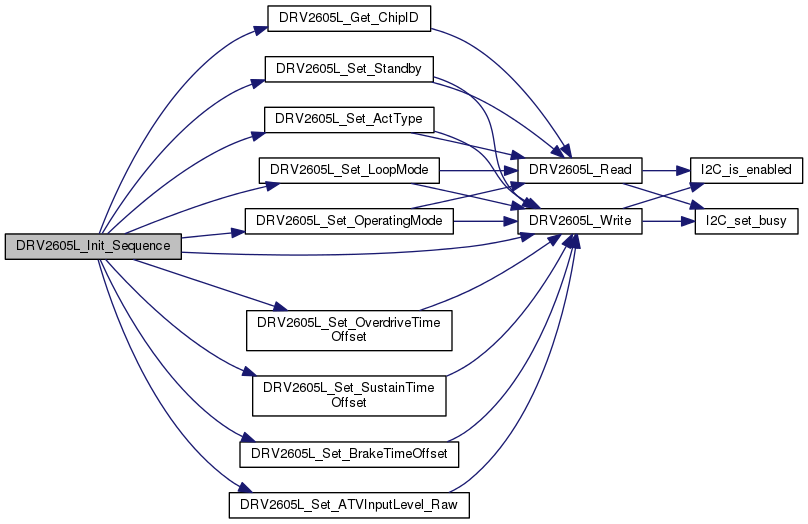 DRV2605L_Get_ChipID
DRV2605L_Set_Standby
DRV2605L_Set_ActType
DRV2605L_Set_LoopMode
DRV2605L_Read
I2C_is_enabled
DRV2605L_Set_OperatingMode
DRV2605L_Write
I2C_set_busy
DRV2605L_Init_Sequence
DRV2605L_Set_OverdriveTime
Offset
DRV2605L_Set_SustainTime
Offset
DRV2605L_Set_BrakeTimeOffset
DRV2605L_Set_ATVInputLevel_Raw